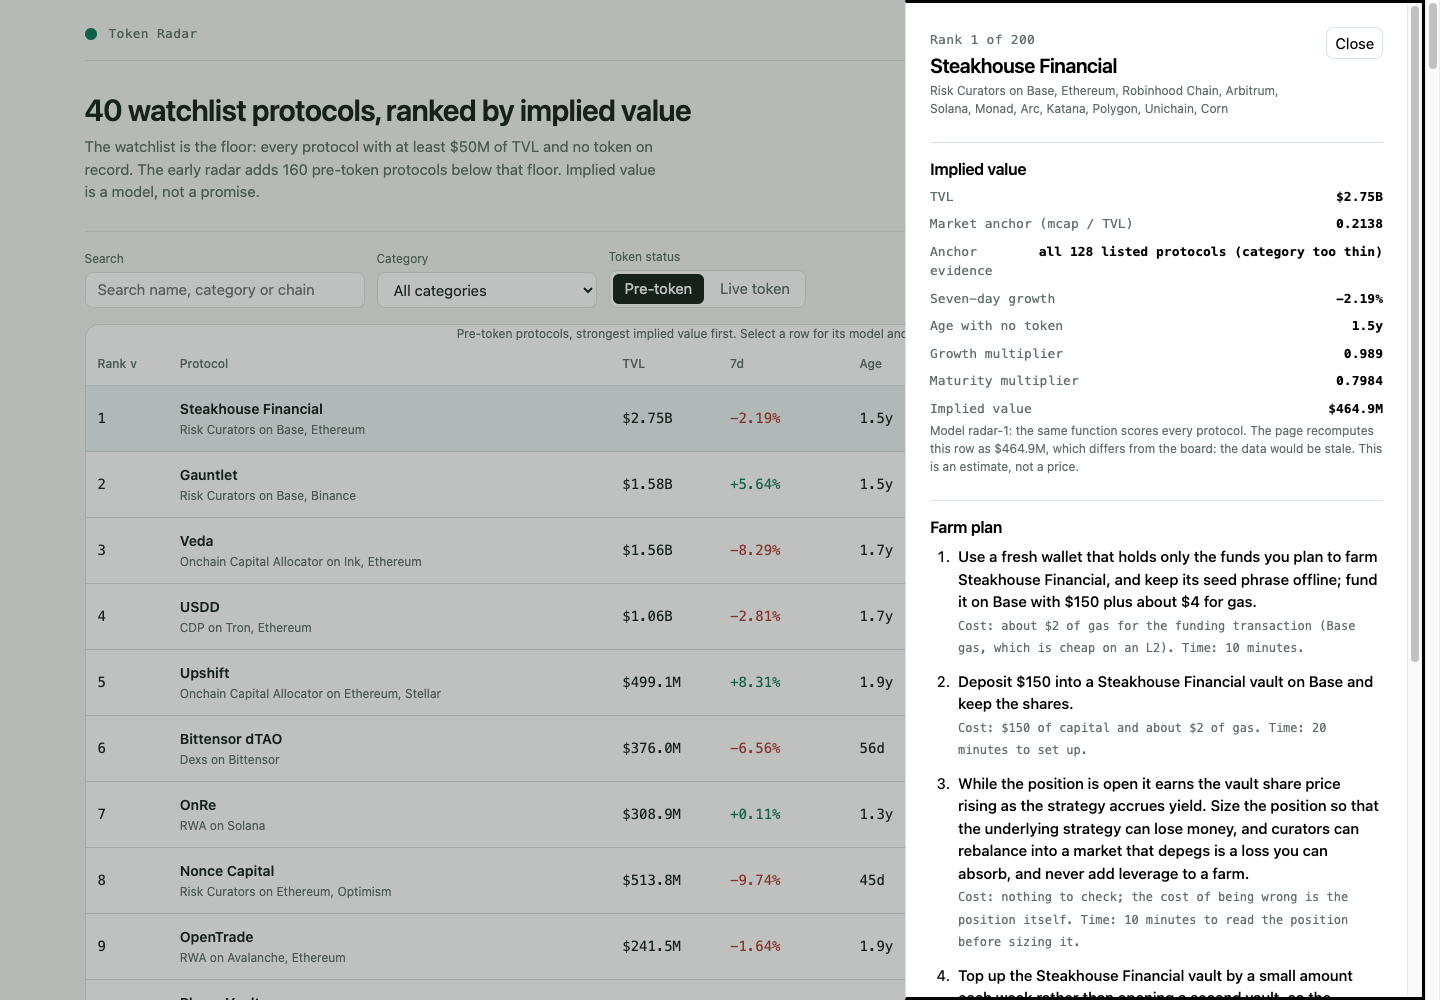 Token Radar
40 watchlist protocols, ranked by implied value
The watchlist is the floor: every protocol with at least $50M of TVL and no token on
record. The early radar adds 160 pre-token protocols below that floor. Implied value
is a model, not a promise.
Search
Category
Token status
Search name, category or chain
All categories
Pre-token
Live token
Pre-token protocols, strongest implied value first. Select a row for its model and
Rank v
Protocol
TVL
7d
Age
1
Steakhouse Financial
Risk Curators on Base, Ethereum
$2.75B
−2.19%
1.5y
2
Gauntlet
Risk Curators on Base, Binance
$1.58B
+5.64%
1.5y
3
Veda
Onchain Capital Allocator on Ink, Ethereum
$1.56B
−8.29%
1.7y
4
USDD
CDP on Tron, Ethereum
$1.06B
−2.81%
1.7y
5
Upshift
Onchain Capital Allocator on Ethereum, Stellar
$499.1M
+8.31%
1.9y
6
Bittensor dTAO
Dexs on Bittensor
$376.0M
−6.56%
56d
7
OnRe
RWA on Solana
$308.9M
+0.11%
1.3y
8
Nonce Capital
Risk Curators on Ethereum, Optimism
$513.8M
−9.74%
45d
9
OpenTrade
RWA on Avalanche, Ethereum
$241.5M
−1.64%
1.9y
Rank 1 of 200
Close
Steakhouse Financial
Risk Curators on Base, Ethereum, Robinhood Chain, Arbitrum,
Solana, Monad, Arc, Katana, Polygon, Unichain, Corn
Implied value
TVL
$2.75B
Market anchor (mcap / TVL)
0.2138
Anchor
evidence
all 128 listed protocols (category too thin)
Seven-day growth
−2.19%
Age with no token
1.5y
Growth multiplier
0.989
Maturity multiplier
0.7984
Implied value
$464.9M
Model radar-1: the same function scores every protocol. The page recomputes
this row as $464.9M, which differs from the board: the data would be stale. This
is an estimate, not a price.
Farm plan
1. Use a fresh wallet that holds only the funds you plan to farm
Steakhouse Financial, and keep its seed phrase offline; fund
it on Base with $150 plus about $4 for gas.
Cost: about $2 of gas for the funding transaction (Base
gas, which is cheap on an L2). Time: 10 minutes.
2. Deposit $150 into a Steakhouse Financial vault on Base and
keep the shares.
Cost: $150 of capital and about $2 of gas. Time: 20
minutes to set up.
3. While the position is open it earns the vault share price
rising as the strategy accrues yield. Size the position so that
the underlying strategy can lose money, and curators can
rebalance into a market that depegs is a loss you can
absorb, and never add leverage to a farm.
Cost: nothing to check; the cost of being wrong is the
position itself. Time: 10 minutes to read the position
before sizing it.
4. Top up the Steakhouse Financial vault by a small amount